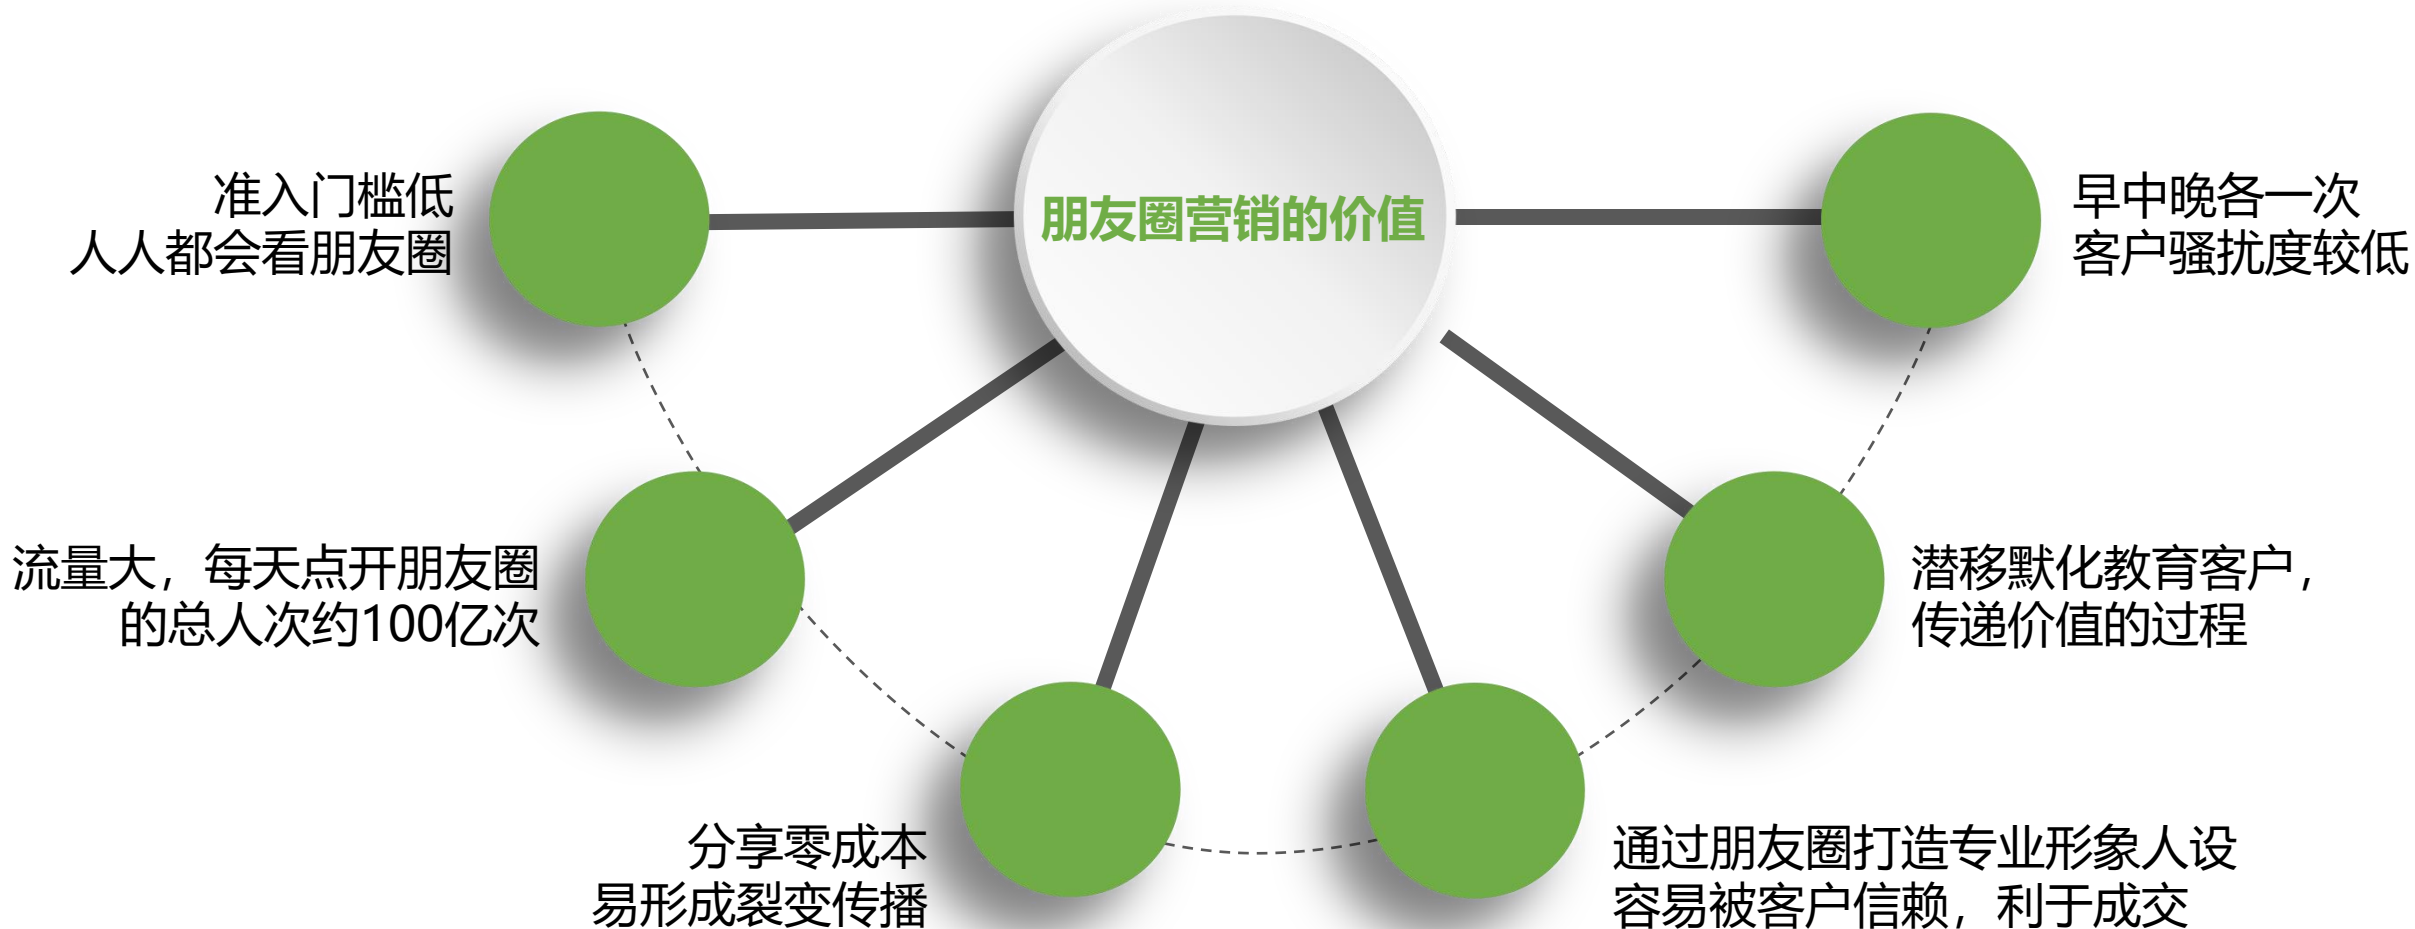 朋友圈营销的价值
准入门槛低
人人都会看朋友圈
流量大，每天点开朋友圈
的总人次约100亿次
分享零成本
易形成裂变传播
通过朋友圈打造专业形象人设
容易被客户信赖，利于成交
潜移默化教育客户，
传递价值的过程
早中晚各一次
客户骚扰度较低